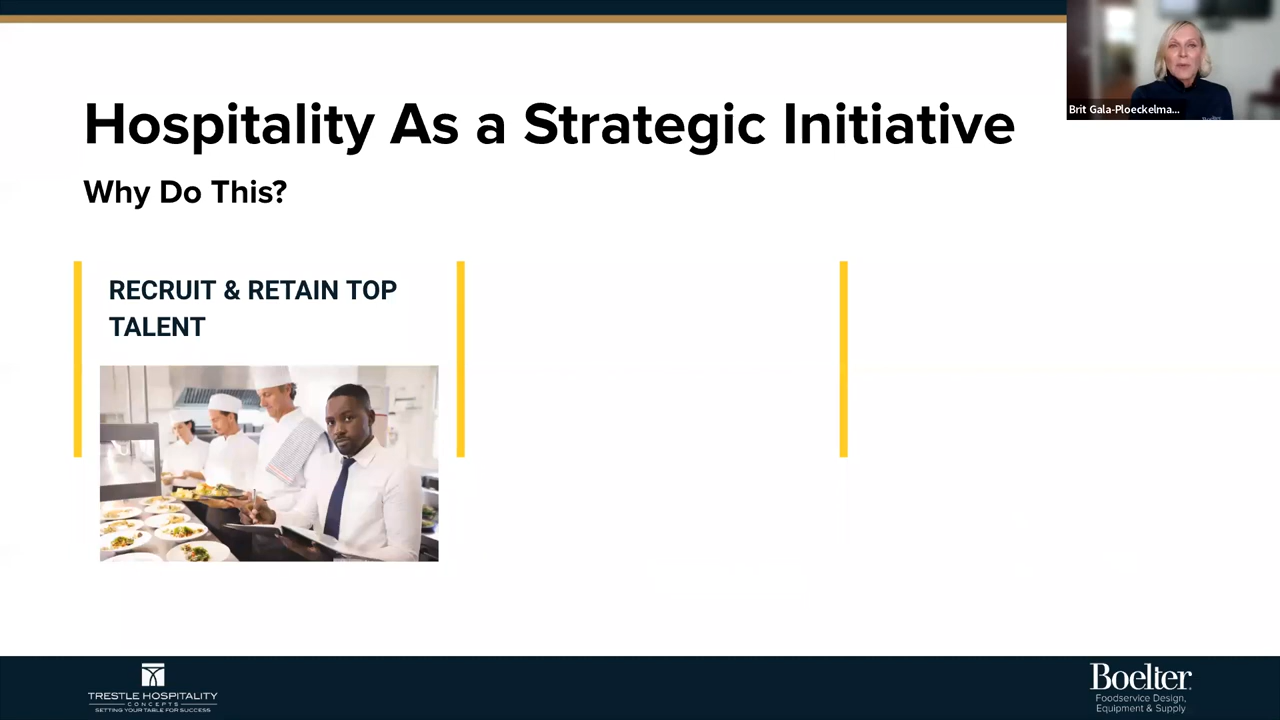 Hospitality As a Strategic Initiative
Brit Gala-Ploeckelma...
Boelter
Why Do This?
RECRUIT & RETAIN TOP
TALENT
TRESTLE HOSPITALITY
CONCEPTS
SETTING YOUR TABLE FOR SUCCESS
Boelter
Foodservice Design,
Equipment & Supply